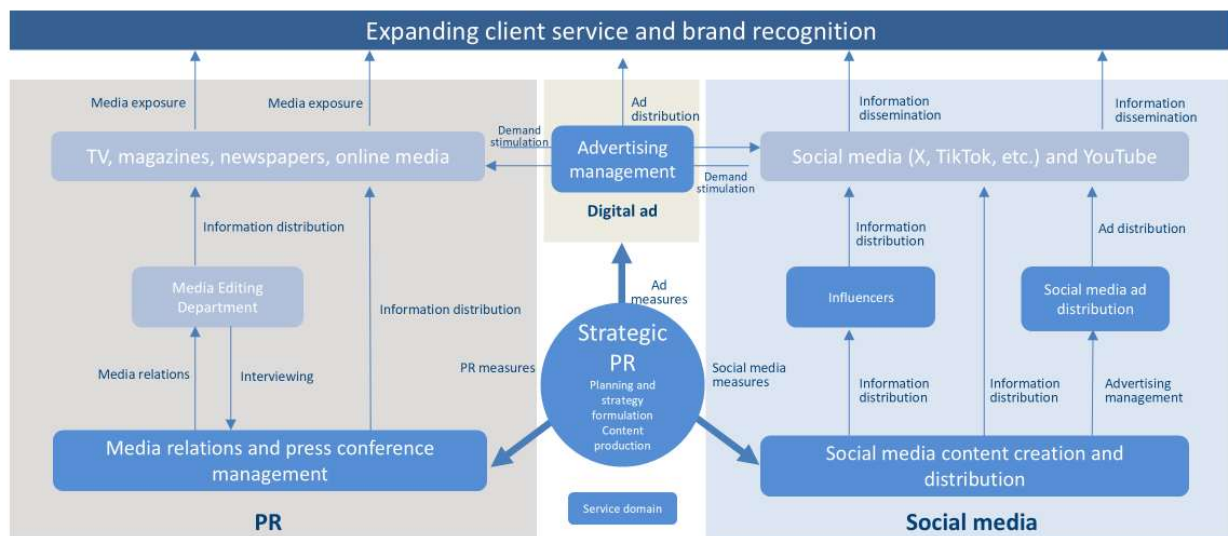 Expanding client service and brand recognition
Media exposure
Media exposure
Ad
distribution
Information
dissemination
Information
dissemination
TV, magazines, newspapers, online media
Demand
stimulation
Advertising
management
Demand
stimulation
Social media (X, TikTok, etc.) and YouTube
Digital ad
Information distribution
Information
distribution
Ad distribution
Media Editing
Department
Information distribution
Ad
measures
Influencers
Social media ad
distribution
Media relations
Interviewing
PR measures
Strategic
PR
Planning and
strategy
formulation
Content
production
Social media
measures
Information
distribution
Information
distribution
Advertising
management
Media relations and press conference
management
Social media content creation and
distribution
Service domain
PR
Social media